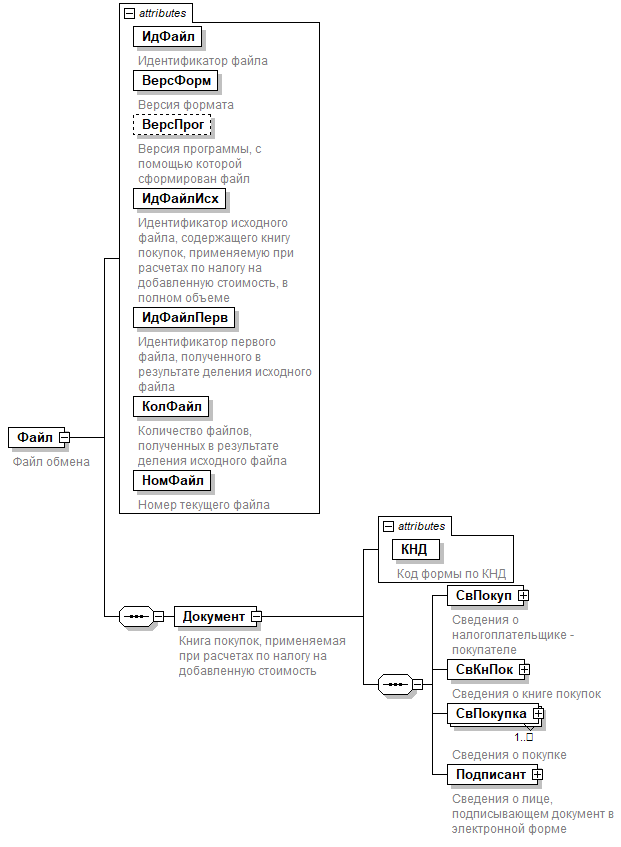 attributes
ИдФайл
Идентификатор файла
ВерсФорм
Версия формата
ВерсПрог
Версия программы, с
помощью которой
сформирован файл
ИдФайлИсх
Идентификатор исходного
файла, содержащего книгу
покупок, применяемую при
расчетах по налогу на
добавленную стоимость, в
полном объеме
ИдФайлПерв
Идентификатор первого
файла, полученного в
результате деления исходного
файла
КолФайл
Количество файлов,
полученных в результате
деления исходного файла
НомФайл
Номер текущего файла
Файл
Файл обмена
Документ
Книга покупок, применяемая
при расчетах по налогу на
добавленную стоимость
attributes
КНД
Код формы по КНД
СвПокуп
Сведения о
налогоплательщике -
покупателе
СвКнПок
Сведения о книге покупок
СвПокупка
1..□
Сведения о покупке
Подписант
Сведения о лице,
подписывающем документ в
электронной форме